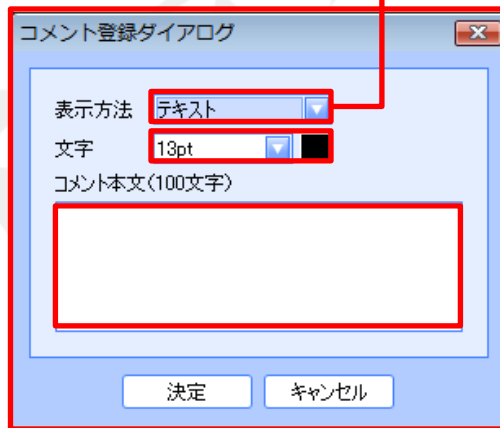 コメント登録ダイアログ
表示方法 テキスト
文字 13pt
コメント本文(100文字)
決定 キャンセル